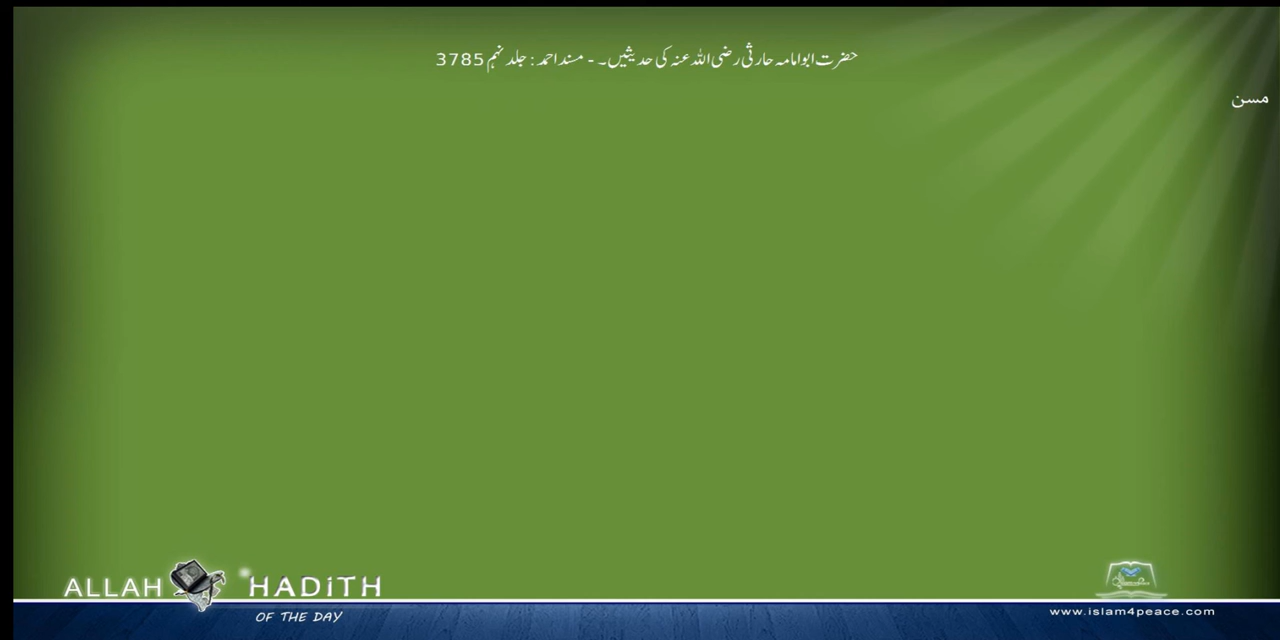 حضرت ابوامامہ حارثی رضی اللہ عنہ کی حدیثیں۔ - مسند احمد : جلد نہم 3785
مسن
ALLAH HADITH
OF THE DAY
www.islam4peace.com